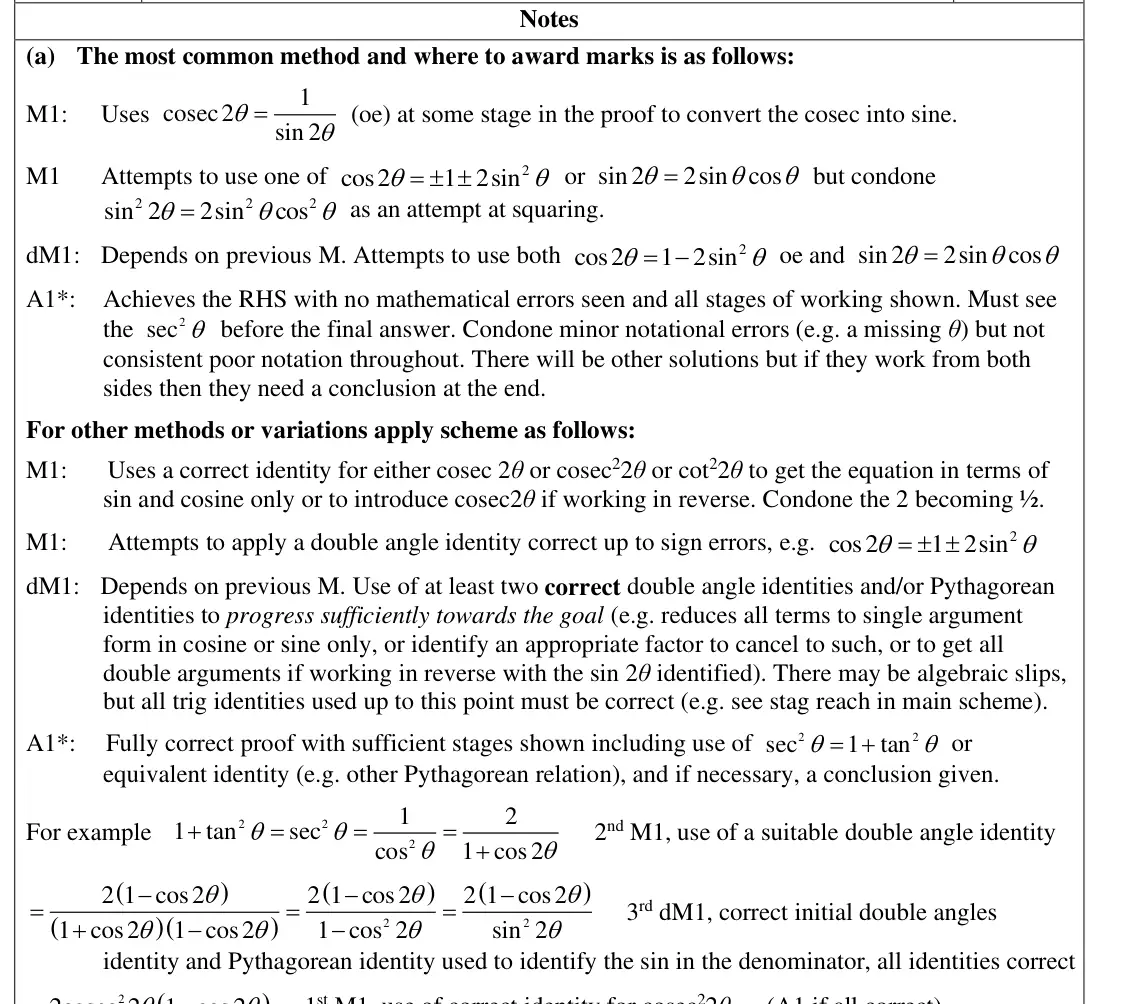 Notes
(a) The most common method and where to award marks is as follows:
M1: Uses cosec 2θ = 1/sin 2θ (oe) at some stage in the proof to convert the cosec into sine.
M1 Attempts to use one of cos 2θ = ±1 ± 2 sin² θ or sin 2θ = 2 sin θ cos θ but condone
sin² 2θ = 2 sin² θ cos² θ as an attempt at squaring.
dM1: Depends on previous M. Attempts to use both cos 2θ = 1 − 2 sin² θ oe and sin 2θ = 2 sin θ cos θ
A1*: Achieves the RHS with no mathematical errors seen and all stages of working shown. Must see
the sec² θ before the final answer. Condone minor notational errors (e.g. a missing θ) but not
consistent poor notation throughout. There will be other solutions but if they work from both
sides then they need a conclusion at the end.
For other methods or variations apply scheme as follows:
M1: Uses a correct identity for either cosec 2θ or cosec²2θ or cot²2θ to get the equation in terms of
sin and cosine only or to introduce cosec2θ if working in reverse. Condone the 2 becoming ½.
M1: Attempts to apply a double angle identity correct up to sign errors, e.g. cos 2θ = ±1 ± 2 sin² θ
dM1: Depends on previous M. Use of at least two correct double angle identities and/or Pythagorean
identities to progress sufficiently towards the goal (e.g. reduces all terms to single argument
form in cosine or sine only, or identify an appropriate factor to cancel to such, or to get all
double arguments if working in reverse with the sin 2θ identified). There may be algebraic slips,
but all trig identities used up to this point must be correct (e.g. see stag reach in main scheme).
A1*: Fully correct proof with sufficient stages shown including use of sec² θ = 1 + tan² θ or
equivalent identity (e.g. other Pythagorean relation), and if necessary, a conclusion given.
For example 1 + tan² θ = sec² θ = 1/cos² θ = 2/(1 + cos 2θ) 2nd M1, use of a suitable double angle identity
= 2(1 − cos 2θ)/((1 + cos 2θ)(1 − cos 2θ)) = 2(1 − cos 2θ)/(1 − cos² 2θ) = 2(1 − cos 2θ)/sin² 2θ 3rd dM1, correct initial double angles
identity and Pythagorean identity used to identify the sin in the denominator, all identities correct